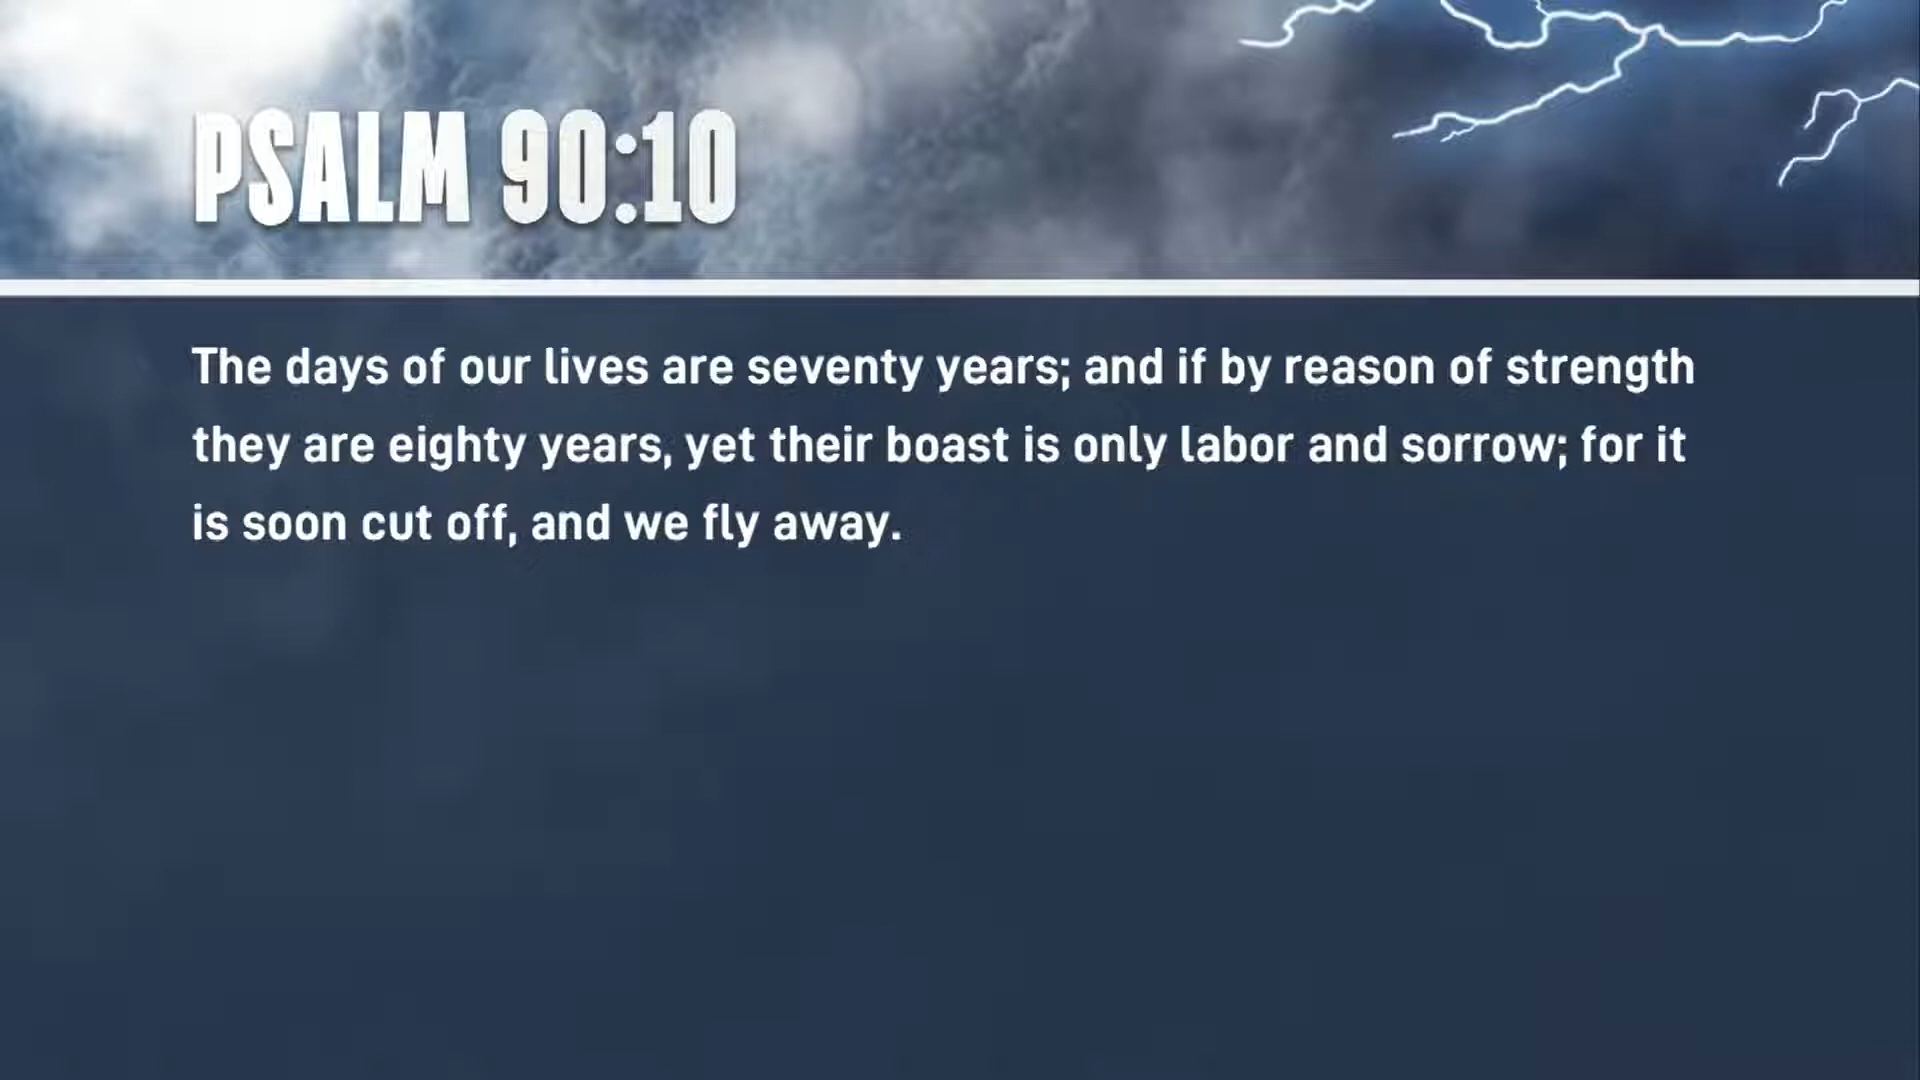 PSALM 90:10
The days of our lives are seventy years; and if by reason of strength
they are eighty years, yet their boast is only labor and sorrow; for it
is soon cut off, and we fly away.